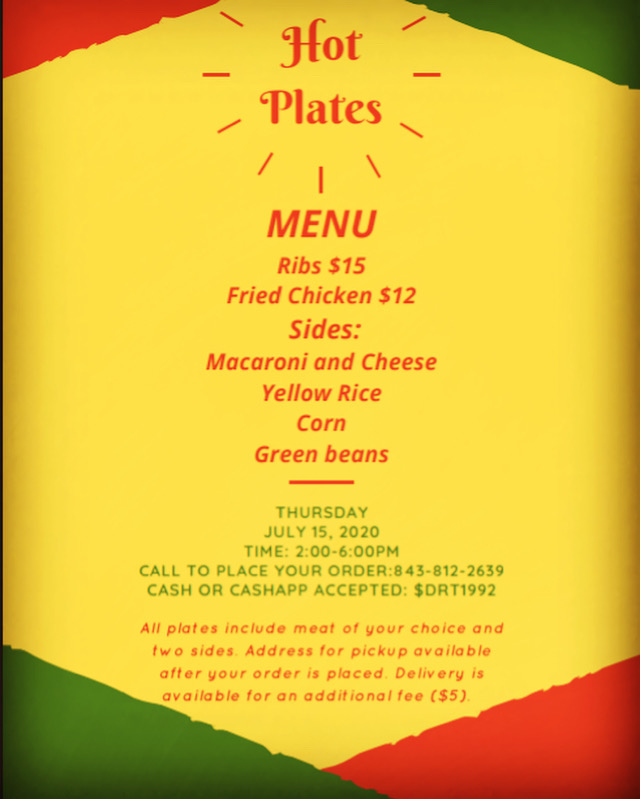 Hot
Plates
MENU
Ribs $15
Fried Chicken $12
Sides:
Macaroni and Cheese
Yellow Rice
Corn
Green beans
THURSDAY
JULY 15, 2020
TIME: 2:00-6:00PM
CALL TO PLACE YOUR ORDER:843-812-2639
CASH OR CASHAPP ACCEPTED: $DRT1992
All plates include meat of your choice and
two sides. Address for pickup available
after your order is placed. Delivery is
available for an additional fee ($5).